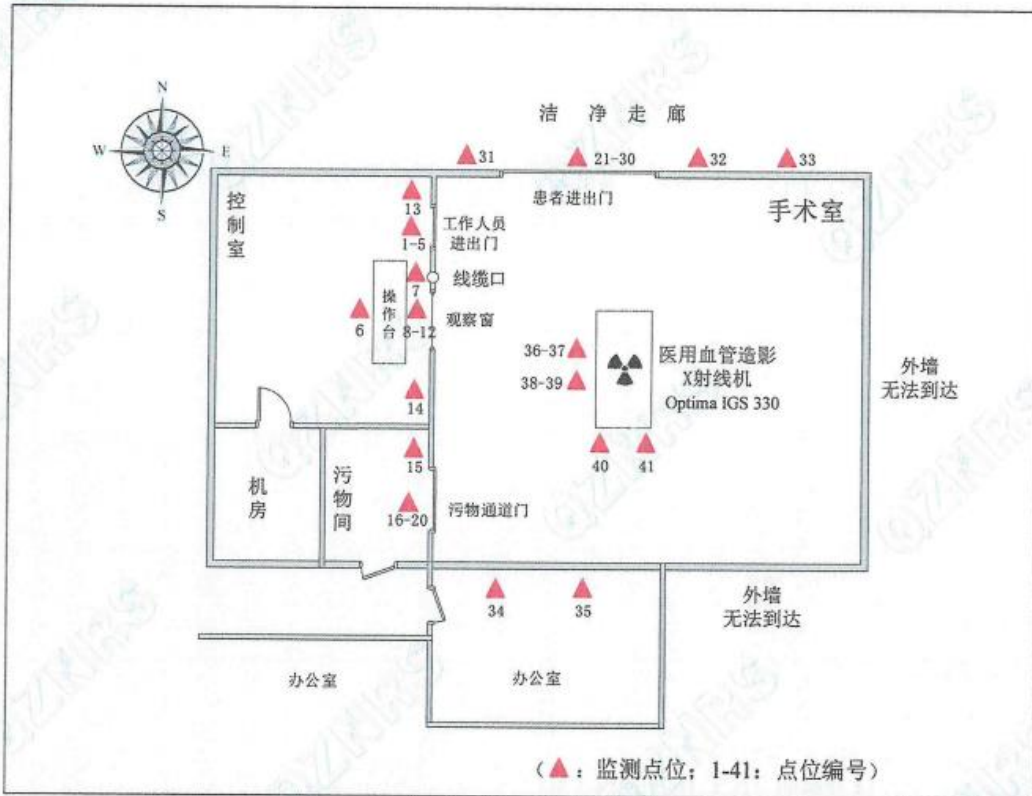 N
W
E
S
洁净走廊
31
21-30
32
33
控制室
13
患者进出门
手术室
1-5
工作人员
进出门
7
线缆口
操作台
6
8-12
观察窗
36-37
38-39
医用血管造影
X射线机
Optima IGS 330
外墙
无法到达
14
40
41
15
机房
污物间
16-20
污物通道门
34
35
外墙
无法到达
办公室
办公室
（▲：监测点位；1-41：点位编号）
QZKHRS